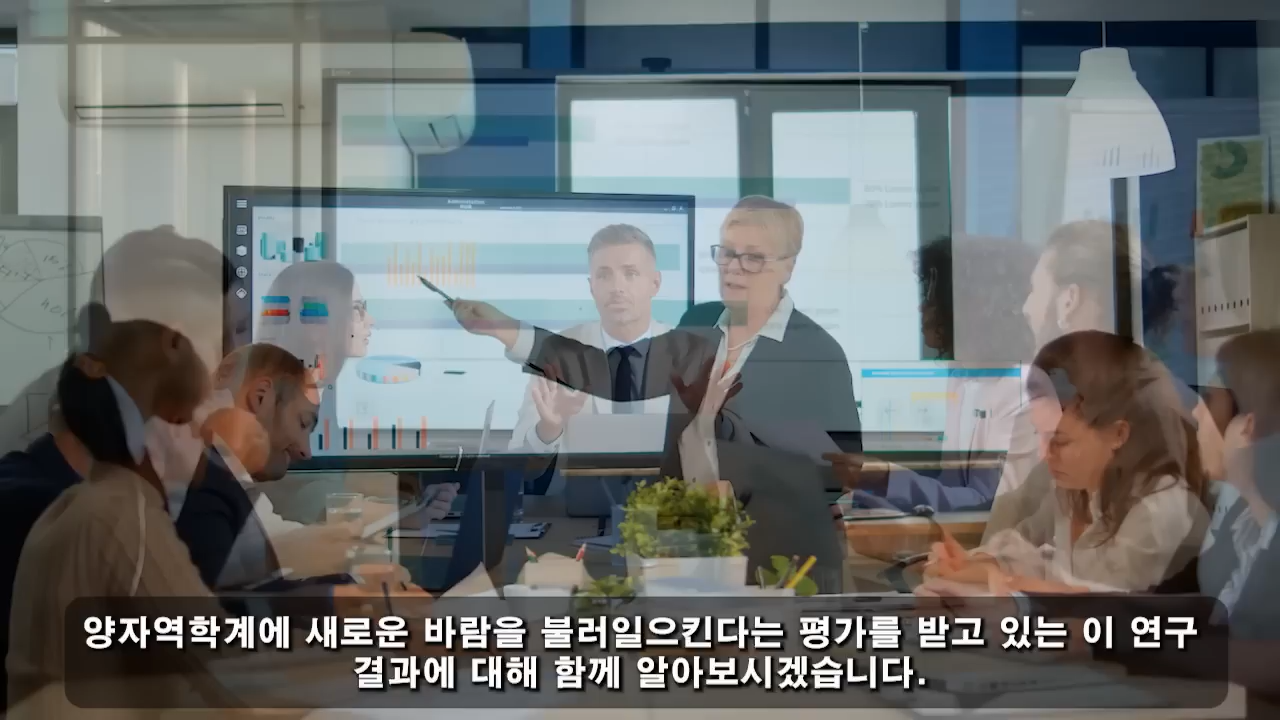 양자역학계에 새로운 바람을 불러일으킨다는 평가를 받고 있는 이 연구
결과에 대해 함께 알아보시겠습니다.